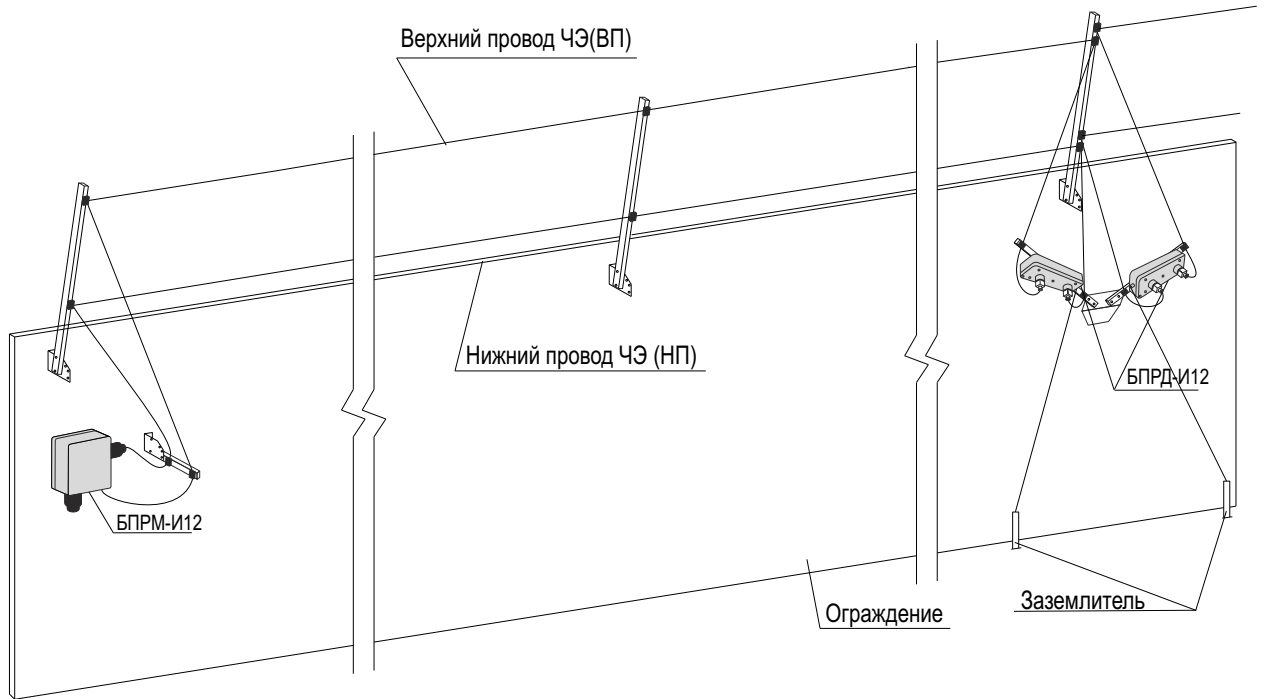 Верхний провод ЧЭ(ВП)
Нижний провод ЧЭ (НП)
БПРД-И12
БПРМ-И12
Ограждение
Заземлитель